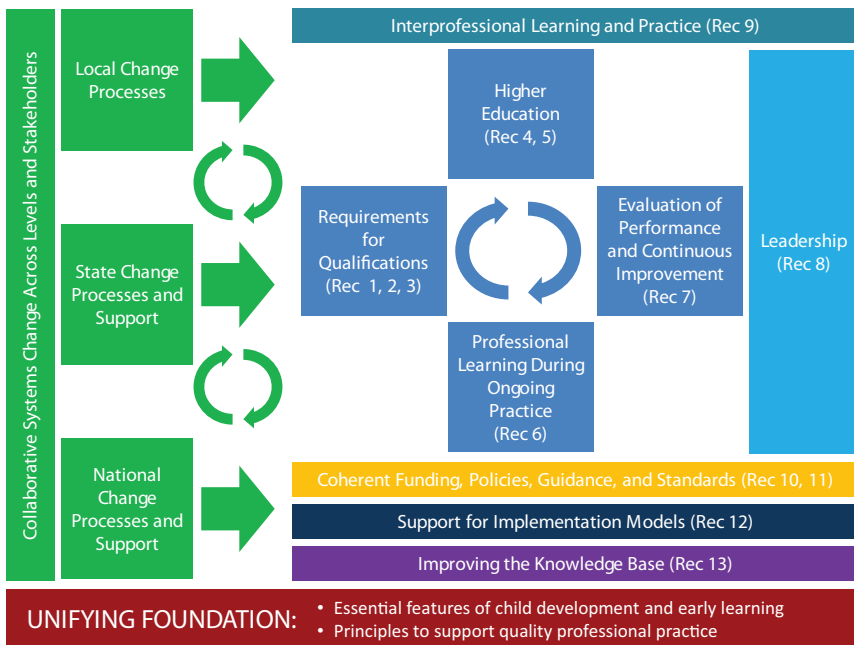 Collaborative Systems Change Across Levels and Stakeholders
Local Change
Processes
State Change
Processes and
Support
National
Change
Processes and
Support
Interprofessional Learning and Practice (Rec 9)
Higher
Education
(Rec 4, 5)
Requirements
for
Qualifications
(Rec 1, 2, 3)
Evaluation of
Performance
and Continuous
Improvement
(Rec 7)
Professional
Learning During
Ongoing
Practice
(Rec 6)
Leadership
(Rec 8)
Coherent Funding, Policies, Guidance, and Standards (Rec 10, 11)
Support for Implementation Models (Rec 12)
Improving the Knowledge Base (Rec 13)
UNIFYING FOUNDATION:
• Essential features of child development and early learning
• Principles to support quality professional practice